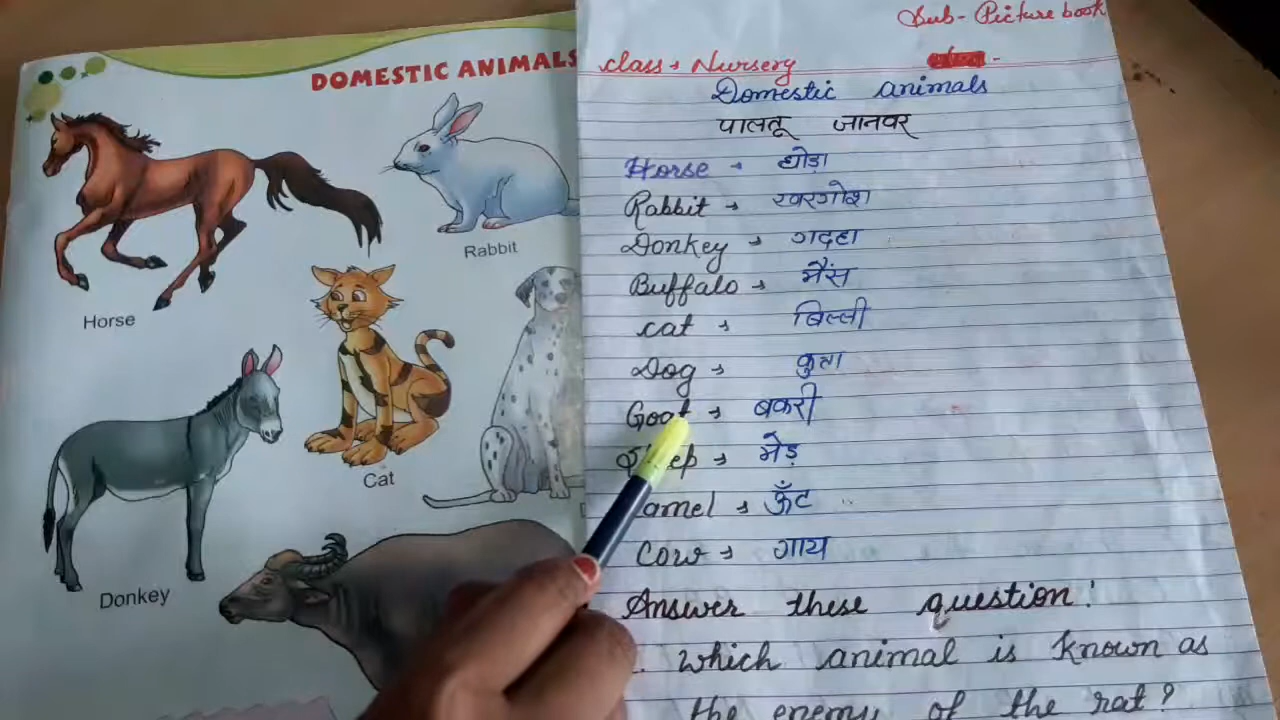 DOMESTIC ANIMALS
Horse
Rabbit
Cat
Donkey
Sub - Picture book
class → Nursery
Domestic animals
पालतू जानवर
Horse → घोड़ा
Rabbit → खरगोश
Donkey → गदहा
Buffalo → भैंस
cat → बिल्ली
Dog → कुत्ता
Goat → बकरी
→ भेड़
amel → ऊँट
Cow → गाय
Answer these question:
. Which animal is known as
the enemy of the rat?